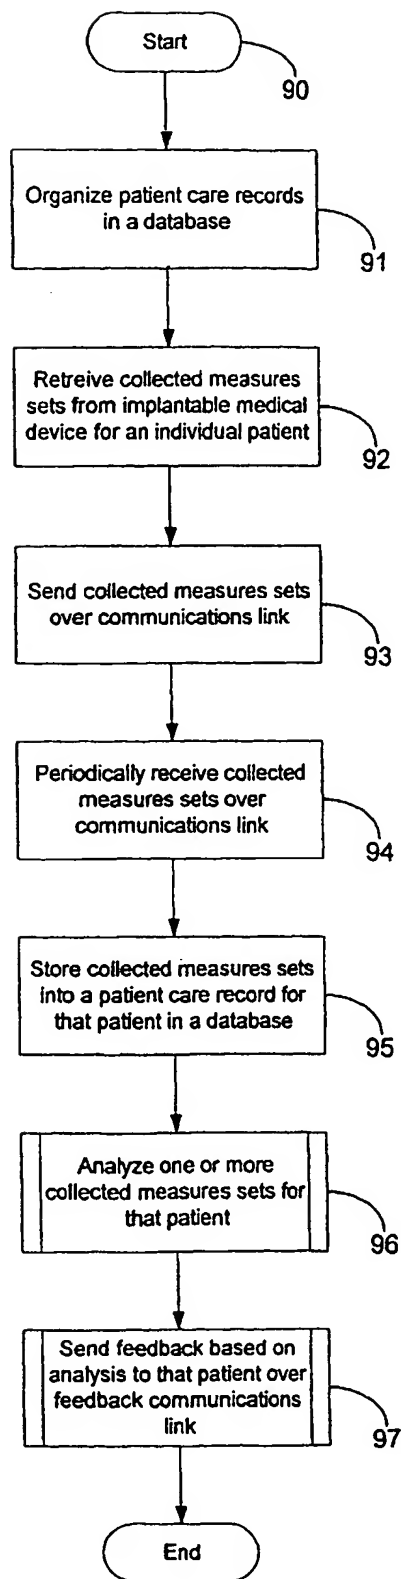 Start
90
Organize patient care records
in a database
91
Retreive collected measures
sets from implantable medical
device for an individual patient
92
Send collected measures sets
over communications link
93
Periodically receive collected
measures sets over
communications link
94
Store collected measures sets
into a patient care record for
that patient in a database
95
Analyze one or more
collected measures sets for
that patient
96
Send feedback based on
analysis to that patient over
feedback communications
link
97
End